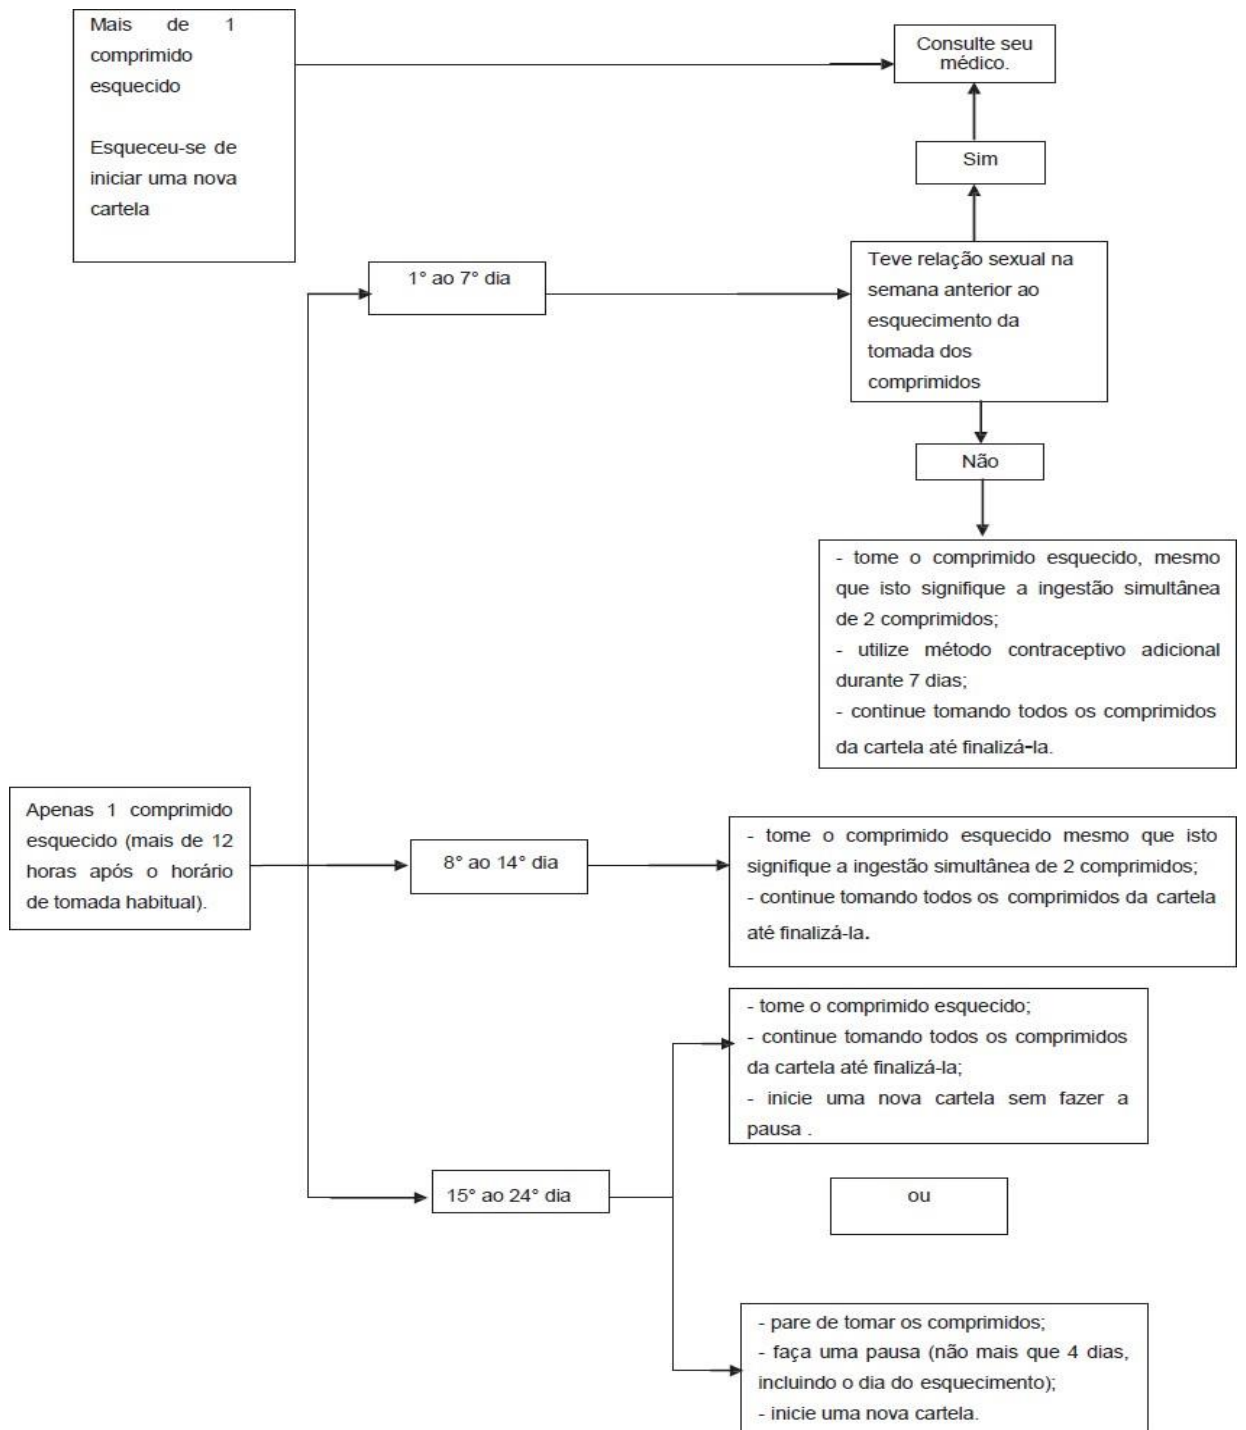 Mais de 1
comprimido
esquecido
Esqueceu-se de
iniciar uma nova
cartela
Consulte seu
médico.
Sim
1° ao 7° dia
Teve relação sexual na
semana anterior ao
esquecimento da
tomada dos
comprimidos
Não
- tome o comprimido esquecido, mesmo
que isto signifique a ingestão simultânea
de 2 comprimidos;
- utilize método contraceptivo adicional
durante 7 dias;
- continue tomando todos os comprimidos
da cartela até finalizá-la.
Apenas 1 comprimido
esquecido (mais de 12
horas após o horário
de tomada habitual).
8° ao 14° dia
- tome o comprimido esquecido mesmo que isto
signifique a ingestão simultânea de 2 comprimidos;
- continue tomando todos os comprimidos da cartela
até finalizá-la.
15° ao 24° dia
- tome o comprimido esquecido;
- continue tomando todos os comprimidos
da cartela até finalizá-la;
- inicie uma nova cartela sem fazer a
pausa .
ou
- pare de tomar os comprimidos;
- faça uma pausa (não mais que 4 dias,
incluindo o dia do esquecimento);
- inicie uma nova cartela.